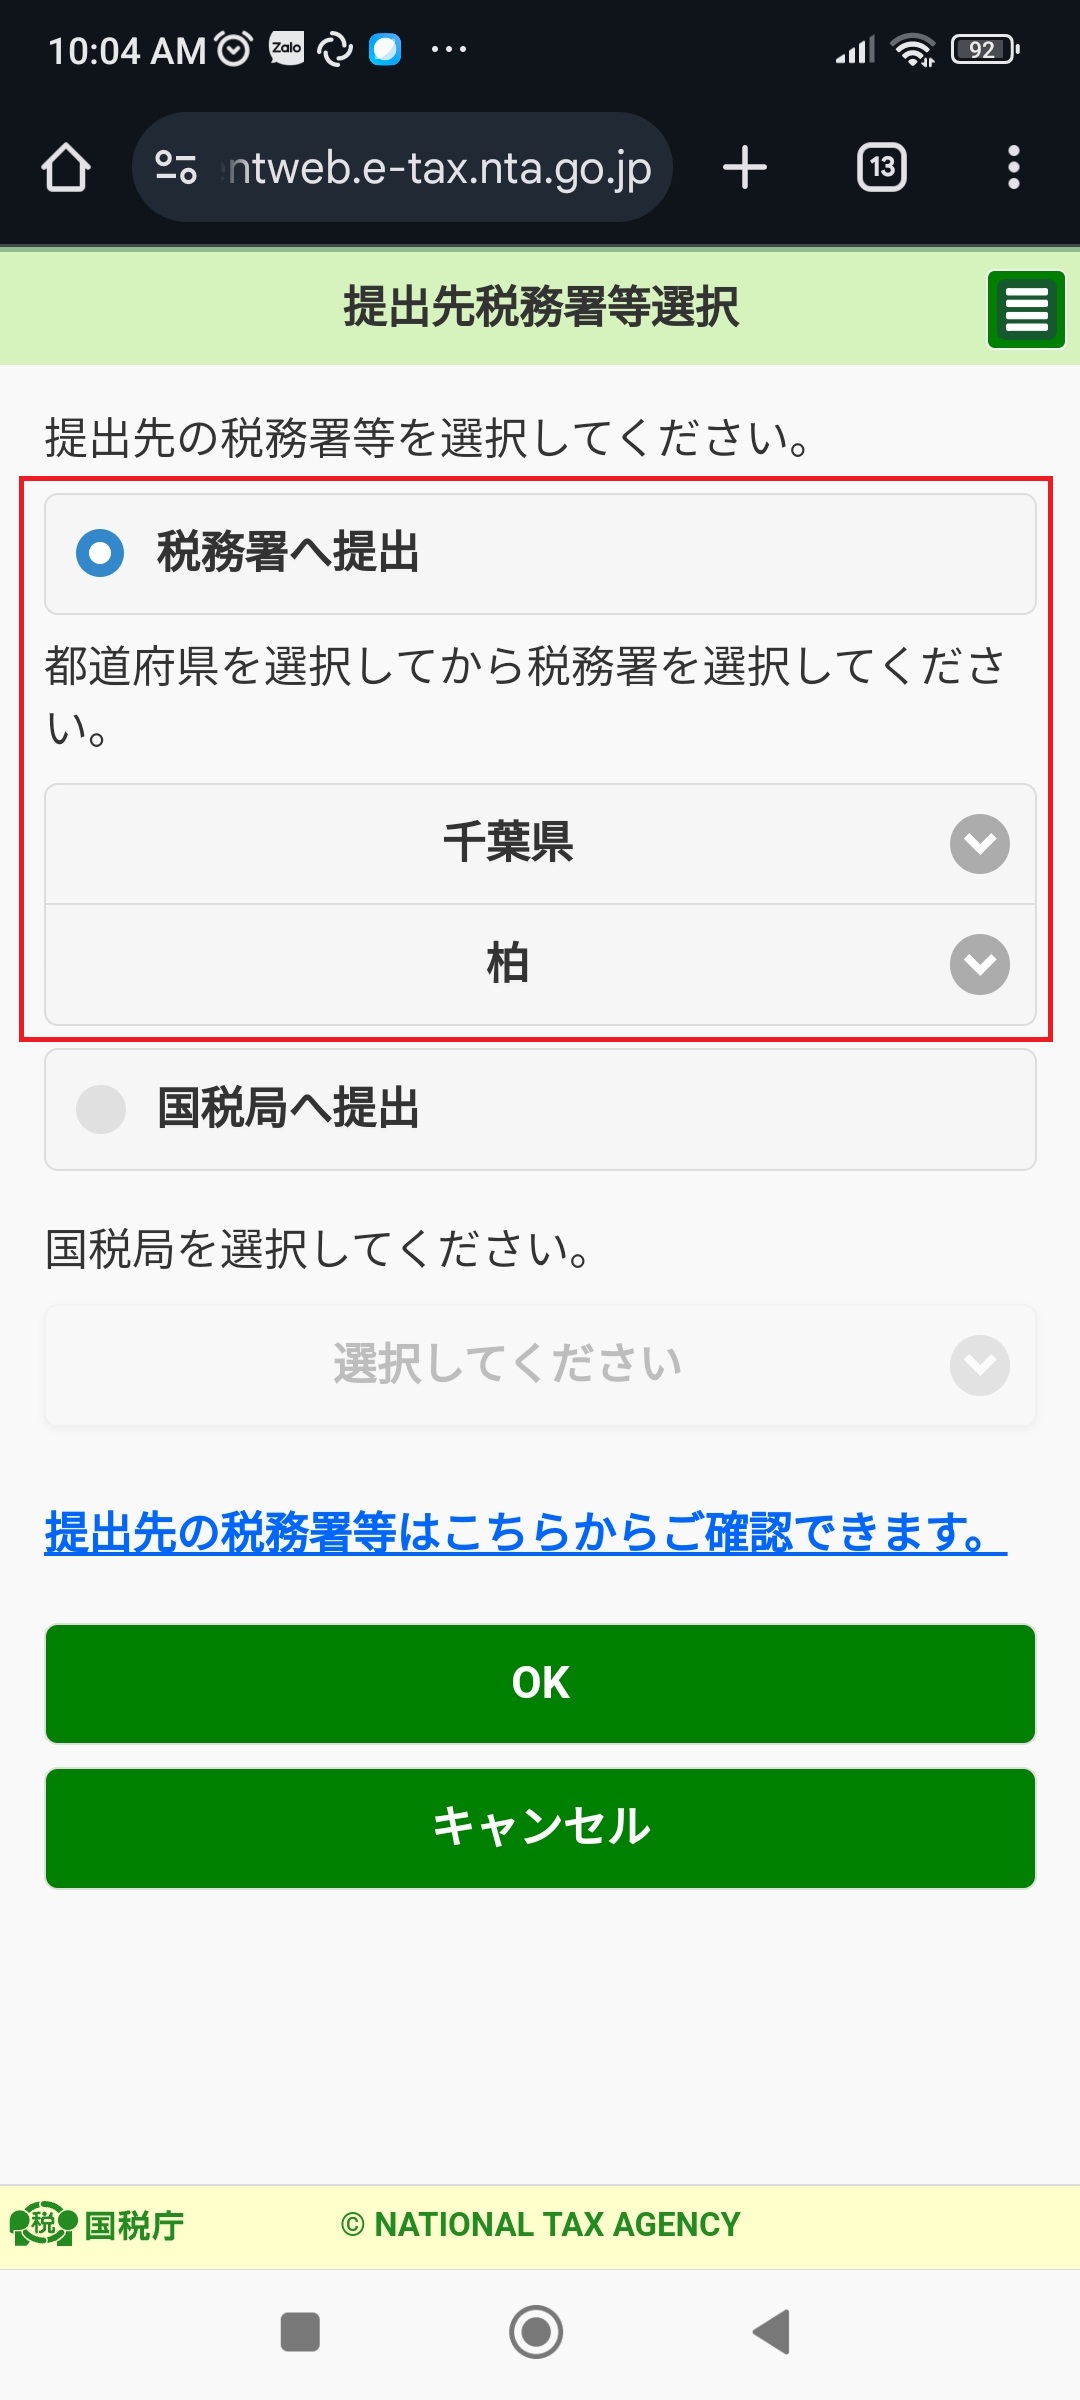 10:04 AM Zalo 92
ntweb.e-tax.nta.go.jp 13
提出先税務署等選択
提出先の税務署等を選択してください。
税務署へ提出
都道府県を選択してから税務署を選択してくださ
い。
千葉県
柏
国税局へ提出
国税局を選択してください。
選択してください
提出先の税務署等はこちらからご確認できます。
OK
キャンセル
税 国税庁 © NATIONAL TAX AGENCY